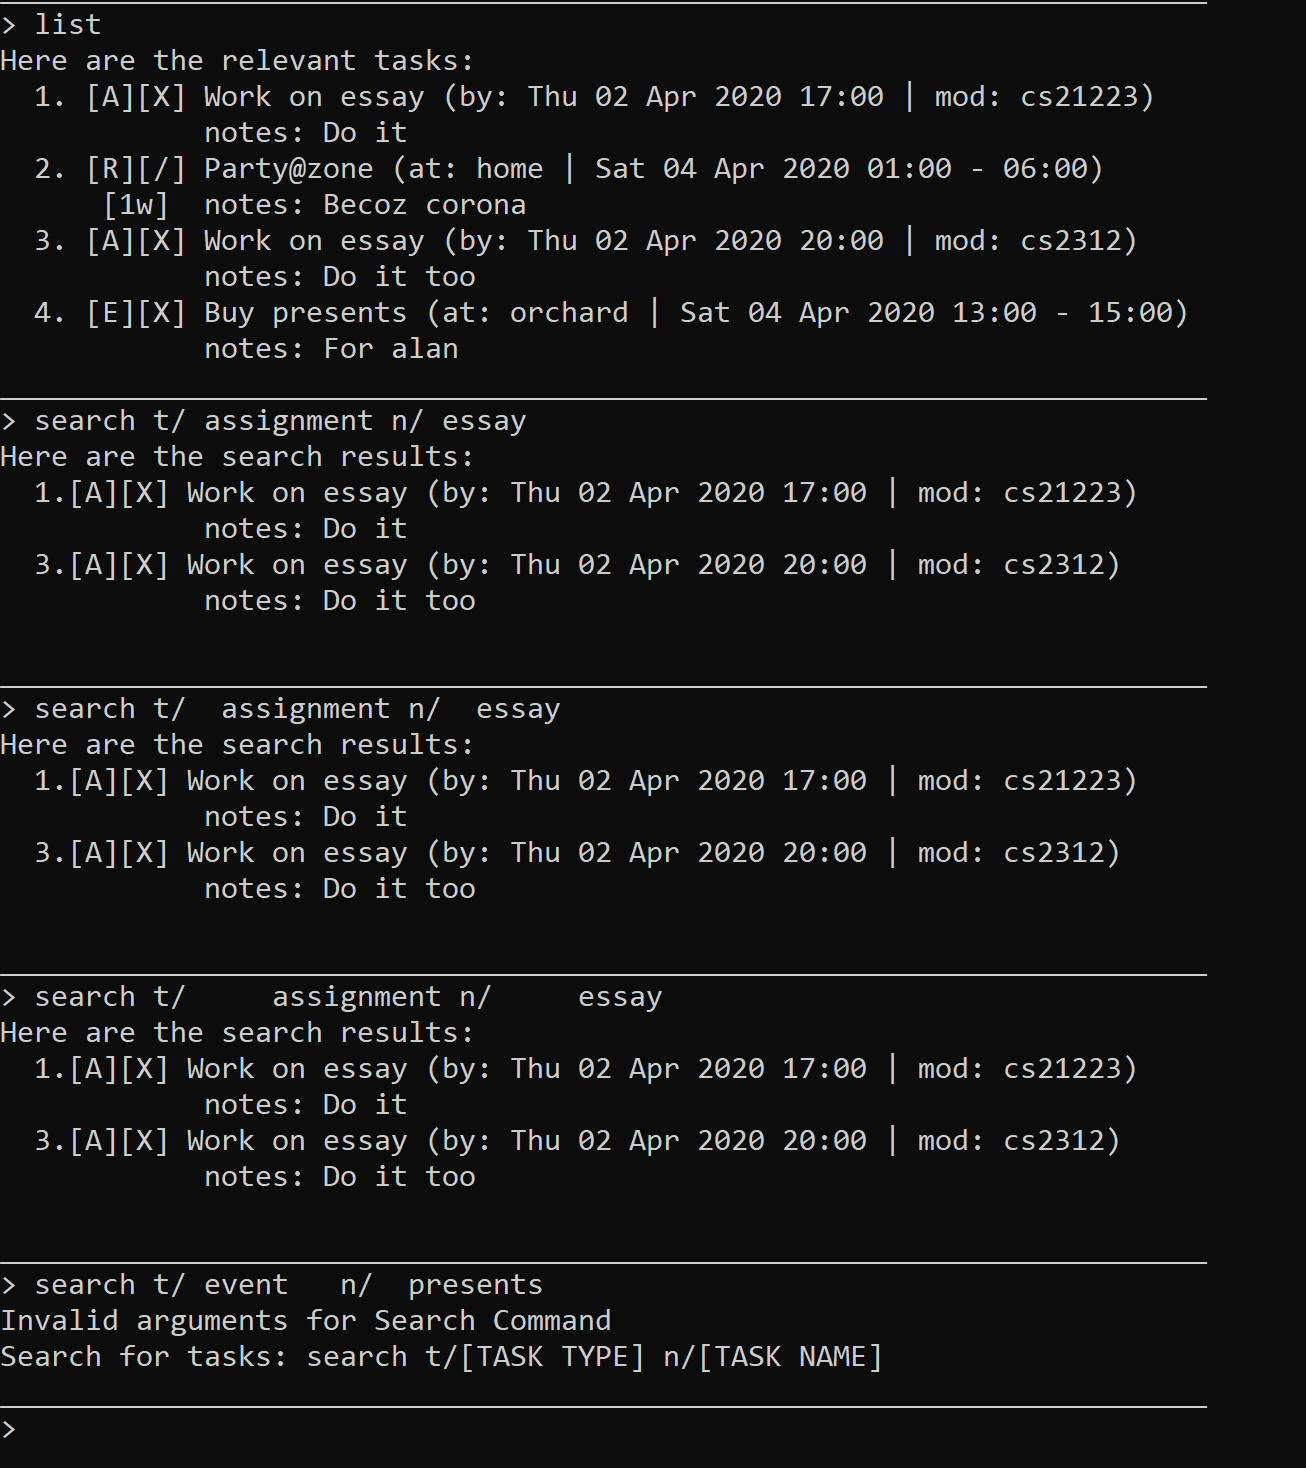 > list
Here are the relevant tasks:
  1. [A][X] Work on essay (by: Thu 02 Apr 2020 17:00 | mod: cs21223)
            notes: Do it
  2. [R][/] Party@zone (at: home | Sat 04 Apr 2020 01:00 - 06:00)
      [1w]  notes: Becoz corona
  3. [A][X] Work on essay (by: Thu 02 Apr 2020 20:00 | mod: cs2312)
            notes: Do it too
  4. [E][X] Buy presents (at: orchard | Sat 04 Apr 2020 13:00 - 15:00)
            notes: For alan
> search t/ assignment n/ essay
Here are the search results:
  1.[A][X] Work on essay (by: Thu 02 Apr 2020 17:00 | mod: cs21223)
            notes: Do it
  3.[A][X] Work on essay (by: Thu 02 Apr 2020 20:00 | mod: cs2312)
            notes: Do it too
> search t/  assignment n/  essay
Here are the search results:
  1.[A][X] Work on essay (by: Thu 02 Apr 2020 17:00 | mod: cs21223)
            notes: Do it
  3.[A][X] Work on essay (by: Thu 02 Apr 2020 20:00 | mod: cs2312)
            notes: Do it too
> search t/     assignment n/     essay
Here are the search results:
  1.[A][X] Work on essay (by: Thu 02 Apr 2020 17:00 | mod: cs21223)
            notes: Do it
  3.[A][X] Work on essay (by: Thu 02 Apr 2020 20:00 | mod: cs2312)
            notes: Do it too
> search t/ event   n/  presents
Invalid arguments for Search Command
Search for tasks: search t/[TASK TYPE] n/[TASK NAME]
>